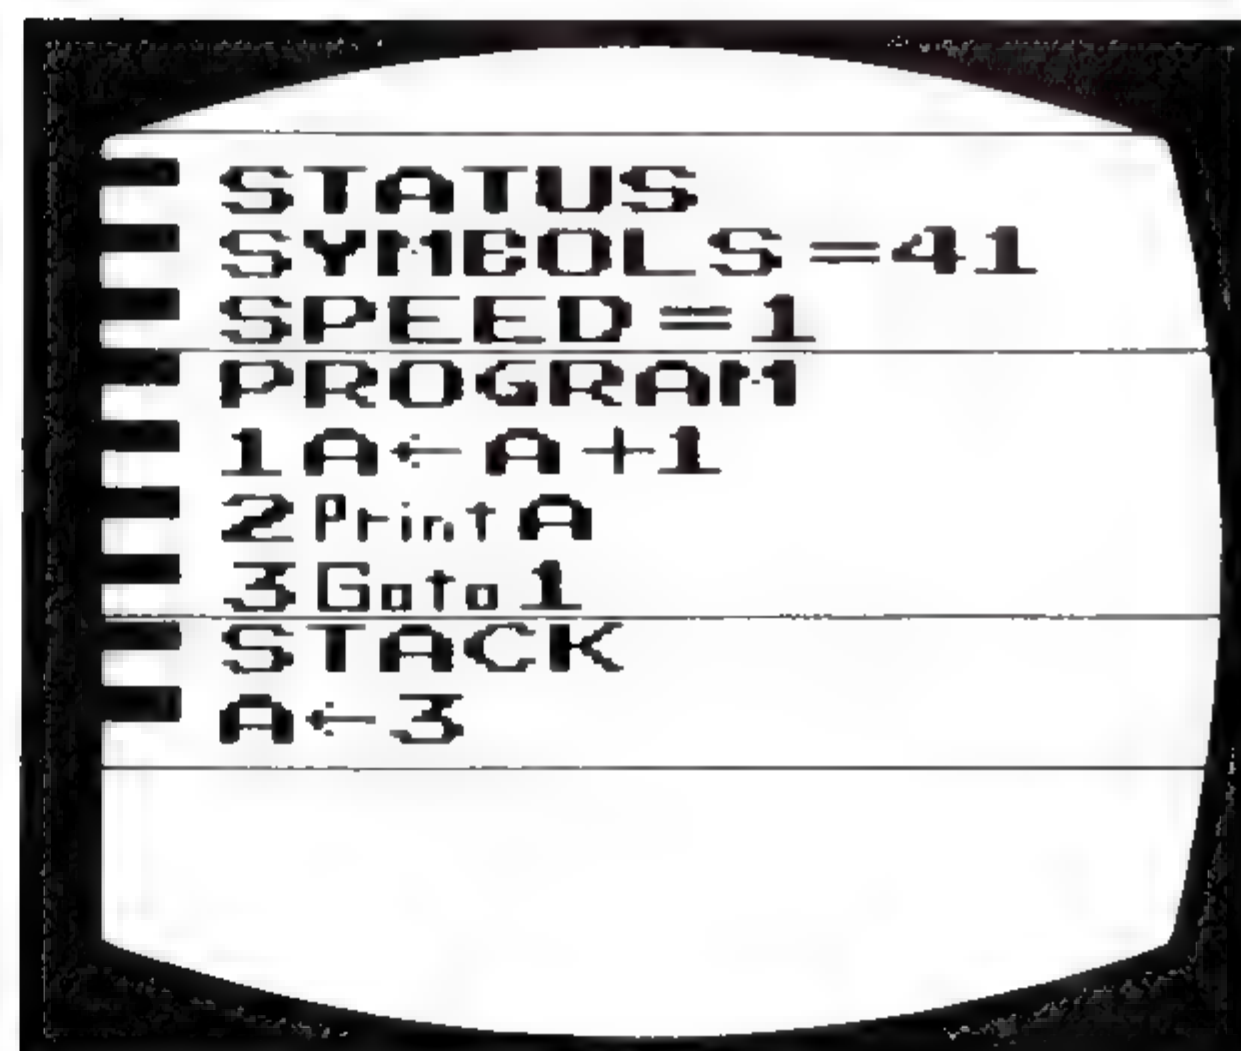 STATUS
SYMBOLS=41
SPEED=1
PROGRAM
1A←A+1
2PrintA
3Goto1
STACK
A←3